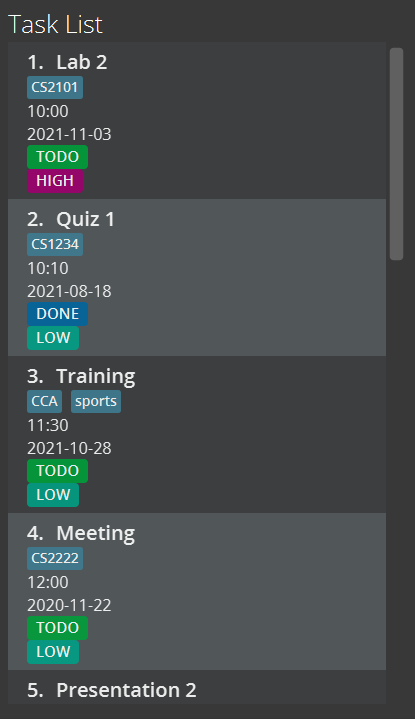 Task List
1. Lab 2
CS2101
10:00
2021-11-03
TODO
HIGH
2. Quiz 1
CS1234
10:10
2021-08-18
DONE
LOW
3. Training
CCA sports
11:30
2021-10-28
TODO
LOW
4. Meeting
CS2222
12:00
2020-11-22
TODO
LOW
5. Presentation 2